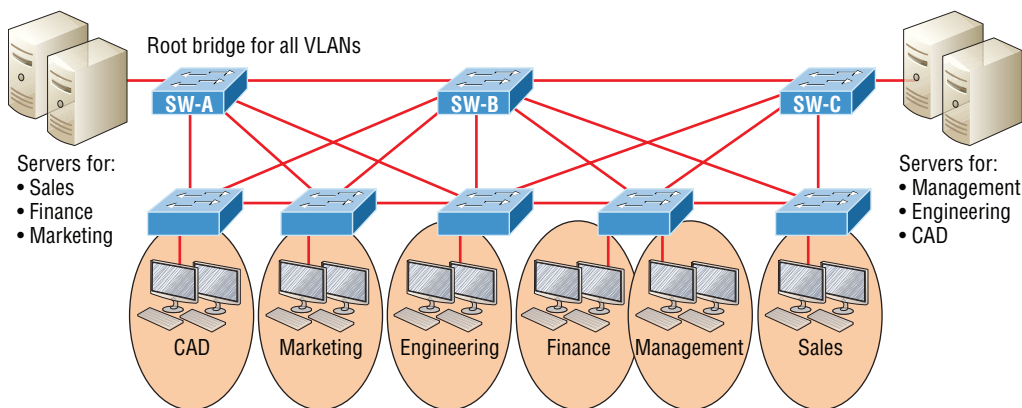 Root bridge for all VLANs
SW-A
SW-B
SW-C
Servers for:
• Sales
• Finance
• Marketing
Servers for:
• Management
• Engineering
• CAD
CAD
Marketing
Engineering
Finance
Management
Sales